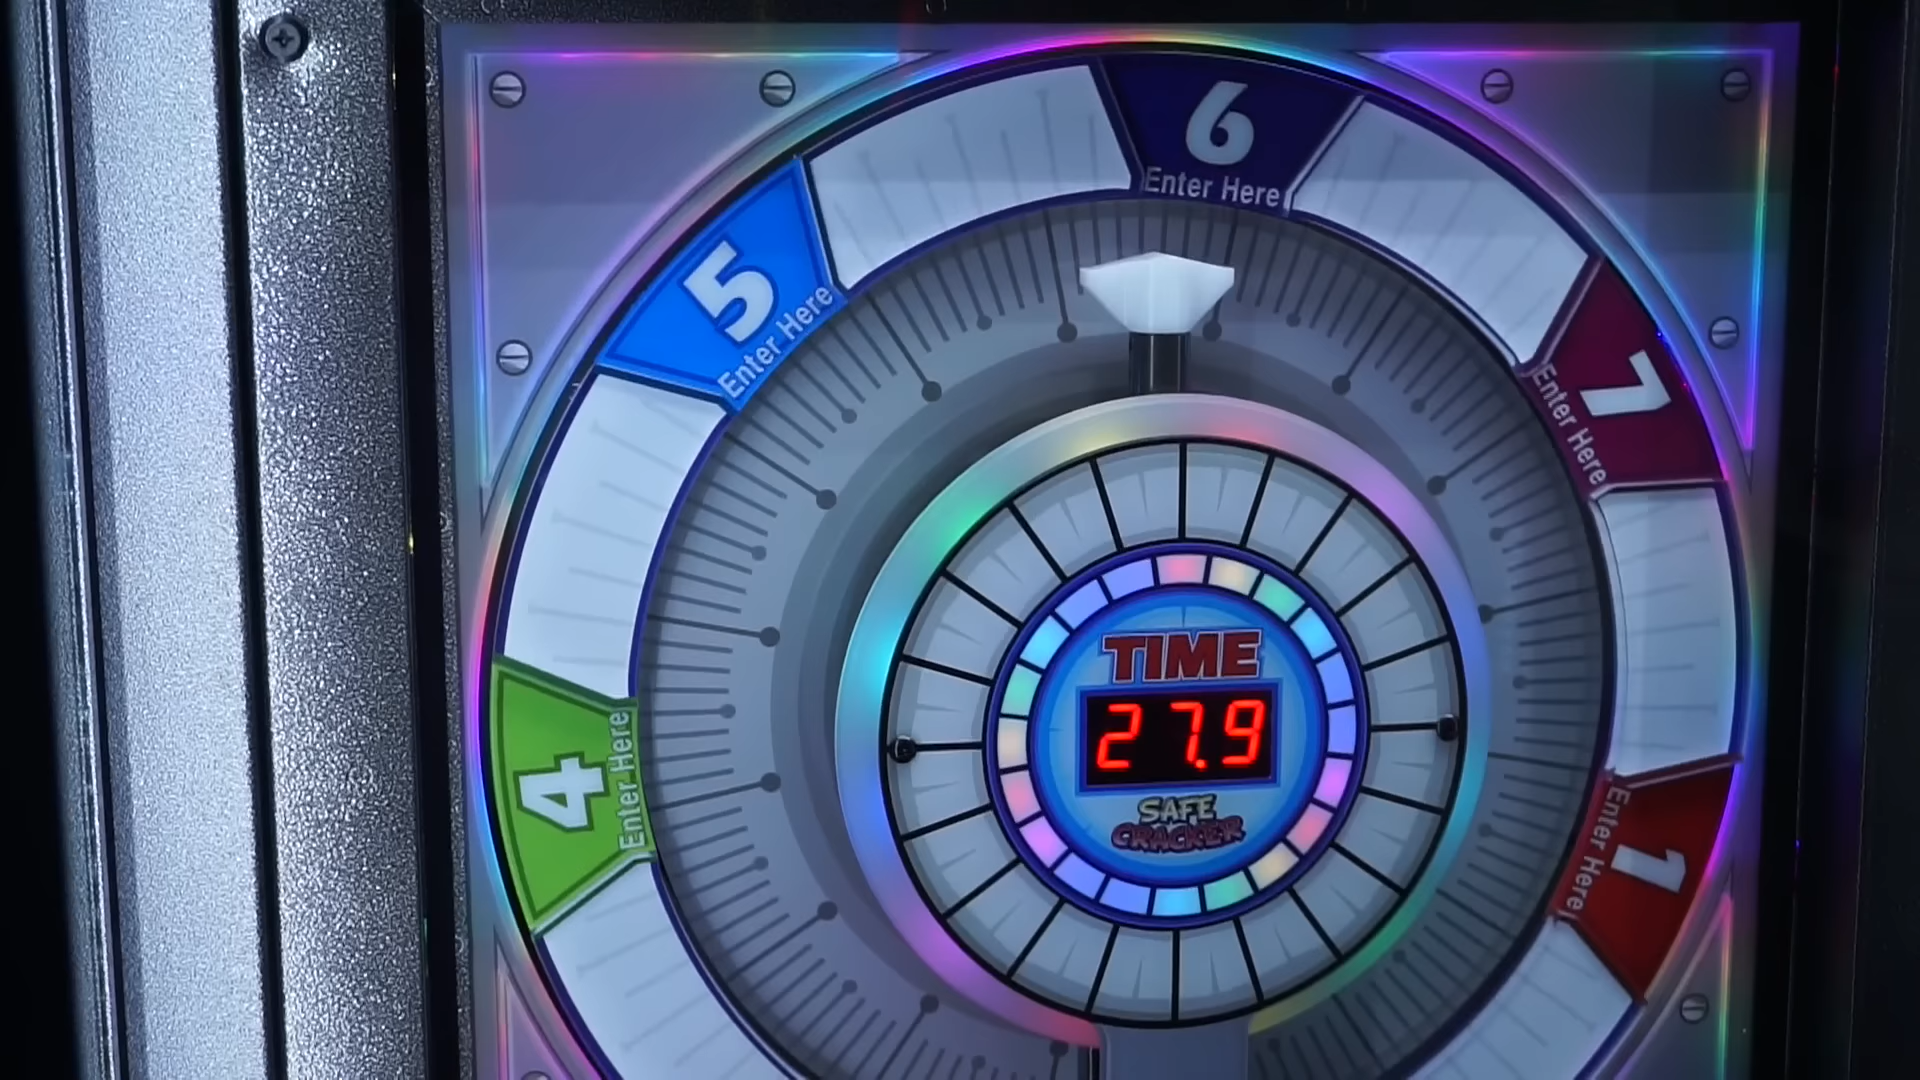 6
Enter Here
5
Enter Here
7
Enter Here
4
Enter Here
1
Enter Here
TIME
27.9
SAFE
CRACKER